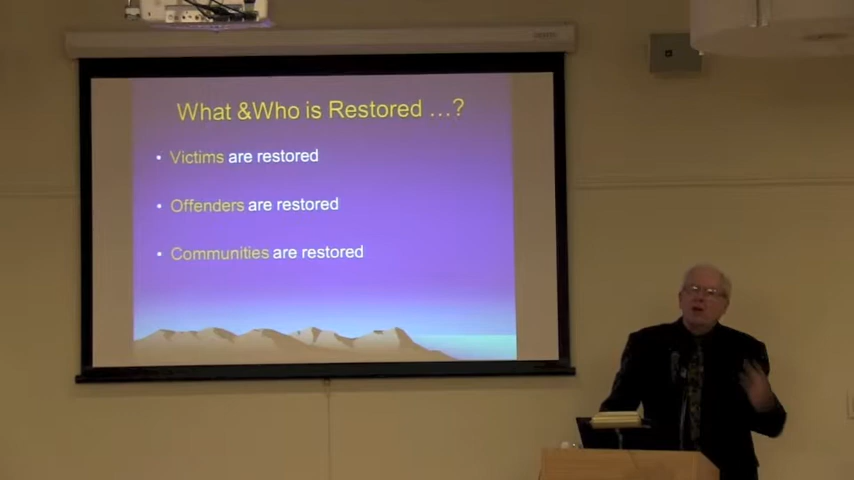 What &Who is Restored ...?
• Victims are restored
• Offenders are restored
• Communities are restored